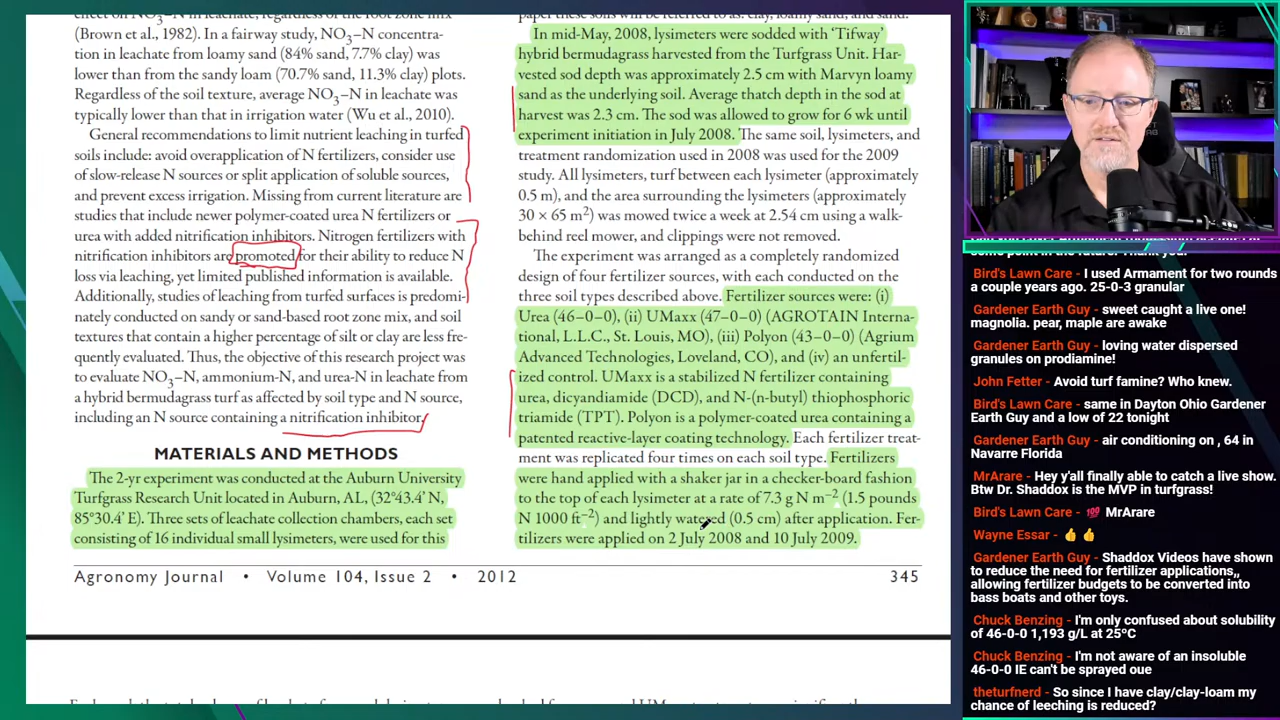 (Brown et al., 1982). In a fairway study, NO3–N concentra-
tion in leachate from loamy sand (84% sand, 7.7% clay) was
lower than from the sandy loam (70.7% sand, 11.3% clay) plots.
Regardless of the soil texture, average NO3–N in leachate was
typically lower than that in irrigation water (Wu et al., 2010).
General recommendations to limit nutrient leaching in turfed
soils include: avoid overapplication of N fertilizers, consider use
of slow-release N sources or split application of soluble sources,
and prevent excess irrigation. Missing from current literature are
studies that include newer polymer-coated urea N fertilizers or
urea with added nitrification inhibitors. Nitrogen fertilizers with
nitrification inhibitors are promoted for their ability to reduce N
loss via leaching, yet limited published information is available.
Additionally, studies of leaching from turfed surfaces is predomi-
nately conducted on sandy or sand-based root zone mix, and soil
textures that contain a higher percentage of silt or clay are less fre-
quently evaluated. Thus, the objective of this research project was
to evaluate NO3–N, ammonium-N, and urea-N in leachate from
a hybrid bermudagrass turf as affected by soil type and N source,
including an N source containing a nitrification inhibitor.
MATERIALS AND METHODS
The 2-yr experiment was conducted at the Auburn University
Turfgrass Research Unit located in Auburn, AL, (32°43.4′ N,
85°30.4′ E). Three sets of leachate collection chambers, each set
consisting of 16 individual small lysimeters, were used for this
paper these soils will be referred to as: clay, loamy sand, and sand.
In mid-May, 2008, lysimeters were sodded with ‘Tifway’
hybrid bermudagrass harvested from the Turfgrass Unit. Har-
vested sod depth was approximately 2.5 cm with Marvyn loamy
sand as the underlying soil. Average thatch depth in the sod at
harvest was 2.3 cm. The sod was allowed to grow for 6 wk until
experiment initiation in July 2008. The same soil, lysimeters, and
treatment randomization used in 2008 was used for the 2009
study. All lysimeters, turf between each lysimeter (approximately
0.5 m), and the area surrounding the lysimeters (approximately
30 × 65 m2) was mowed twice a week at 2.54 cm using a walk-
behind reel mower, and clippings were not removed.
The experiment was arranged as a completely randomized
design of four fertilizer sources, with each conducted on the
three soil types described above. Fertilizer sources were: (i)
Urea (46–0–0), (ii) UMaxx (47–0–0) (AGROTAIN Interna-
tional, L.L.C., St. Louis, MO), (iii) Polyon (43–0–0) (Agrium
Advanced Technologies, Loveland, CO), and (iv) an unfertil-
ized control. UMaxx is a stabilized N fertilizer containing
urea, dicyandiamide (DCD), and N-(n-butyl) thiophosphoric
triamide (TPT). Polyon is a polymer-coated urea containing a
patented reactive-layer coating technology. Each fertilizer treat-
ment was replicated four times on each soil type. Fertilizers
were hand applied with a shaker jar in a checker-board fashion
to the top of each lysimeter at a rate of 7.3 g N m−2 (1.5 pounds
N 1000 ft−2) and lightly watered (0.5 cm) after application. Fer-
tilizers were applied on 2 July 2008 and 10 July 2009.
Agronomy Journal • Volume 104, Issue 2 • 2012
345
Bird's Lawn Care - I used Armament for two rounds
a couple years ago. 25-0-3 granular
Gardener Earth Guy - sweet caught a live one!
magnolia. pear, maple are awake
Gardener Earth Guy - loving water dispersed
granules on prodiamine!
John Fetter - Avoid turf famine? Who knew.
Bird's Lawn Care - same in Dayton Ohio Gardener
Earth Guy and a low of 22 tonight
Gardener Earth Guy - air conditioning on , 64 in
Navarre Florida
MrArare - Hey y'all finally able to catch a live show.
Btw Dr. Shaddox is the MVP in turfgrass!
Bird's Lawn Care - 💯 MrArare
Wayne Essar - 👍 👍
Gardener Earth Guy - Shaddox Videos have shown
to reduce the need for fertilizer applications,,
allowing fertilizer budgets to be converted into
bass boats and other toys.
Chuck Benzing - I'm only confused about solubility
of 46-0-0 1,193 g/L at 25ºC
Chuck Benzing - I'm not aware of an insoluble
46-0-0 IE can't be sprayed oue
theturfnerd - So since I have clay/clay-loam my
chance of leeching is reduced?